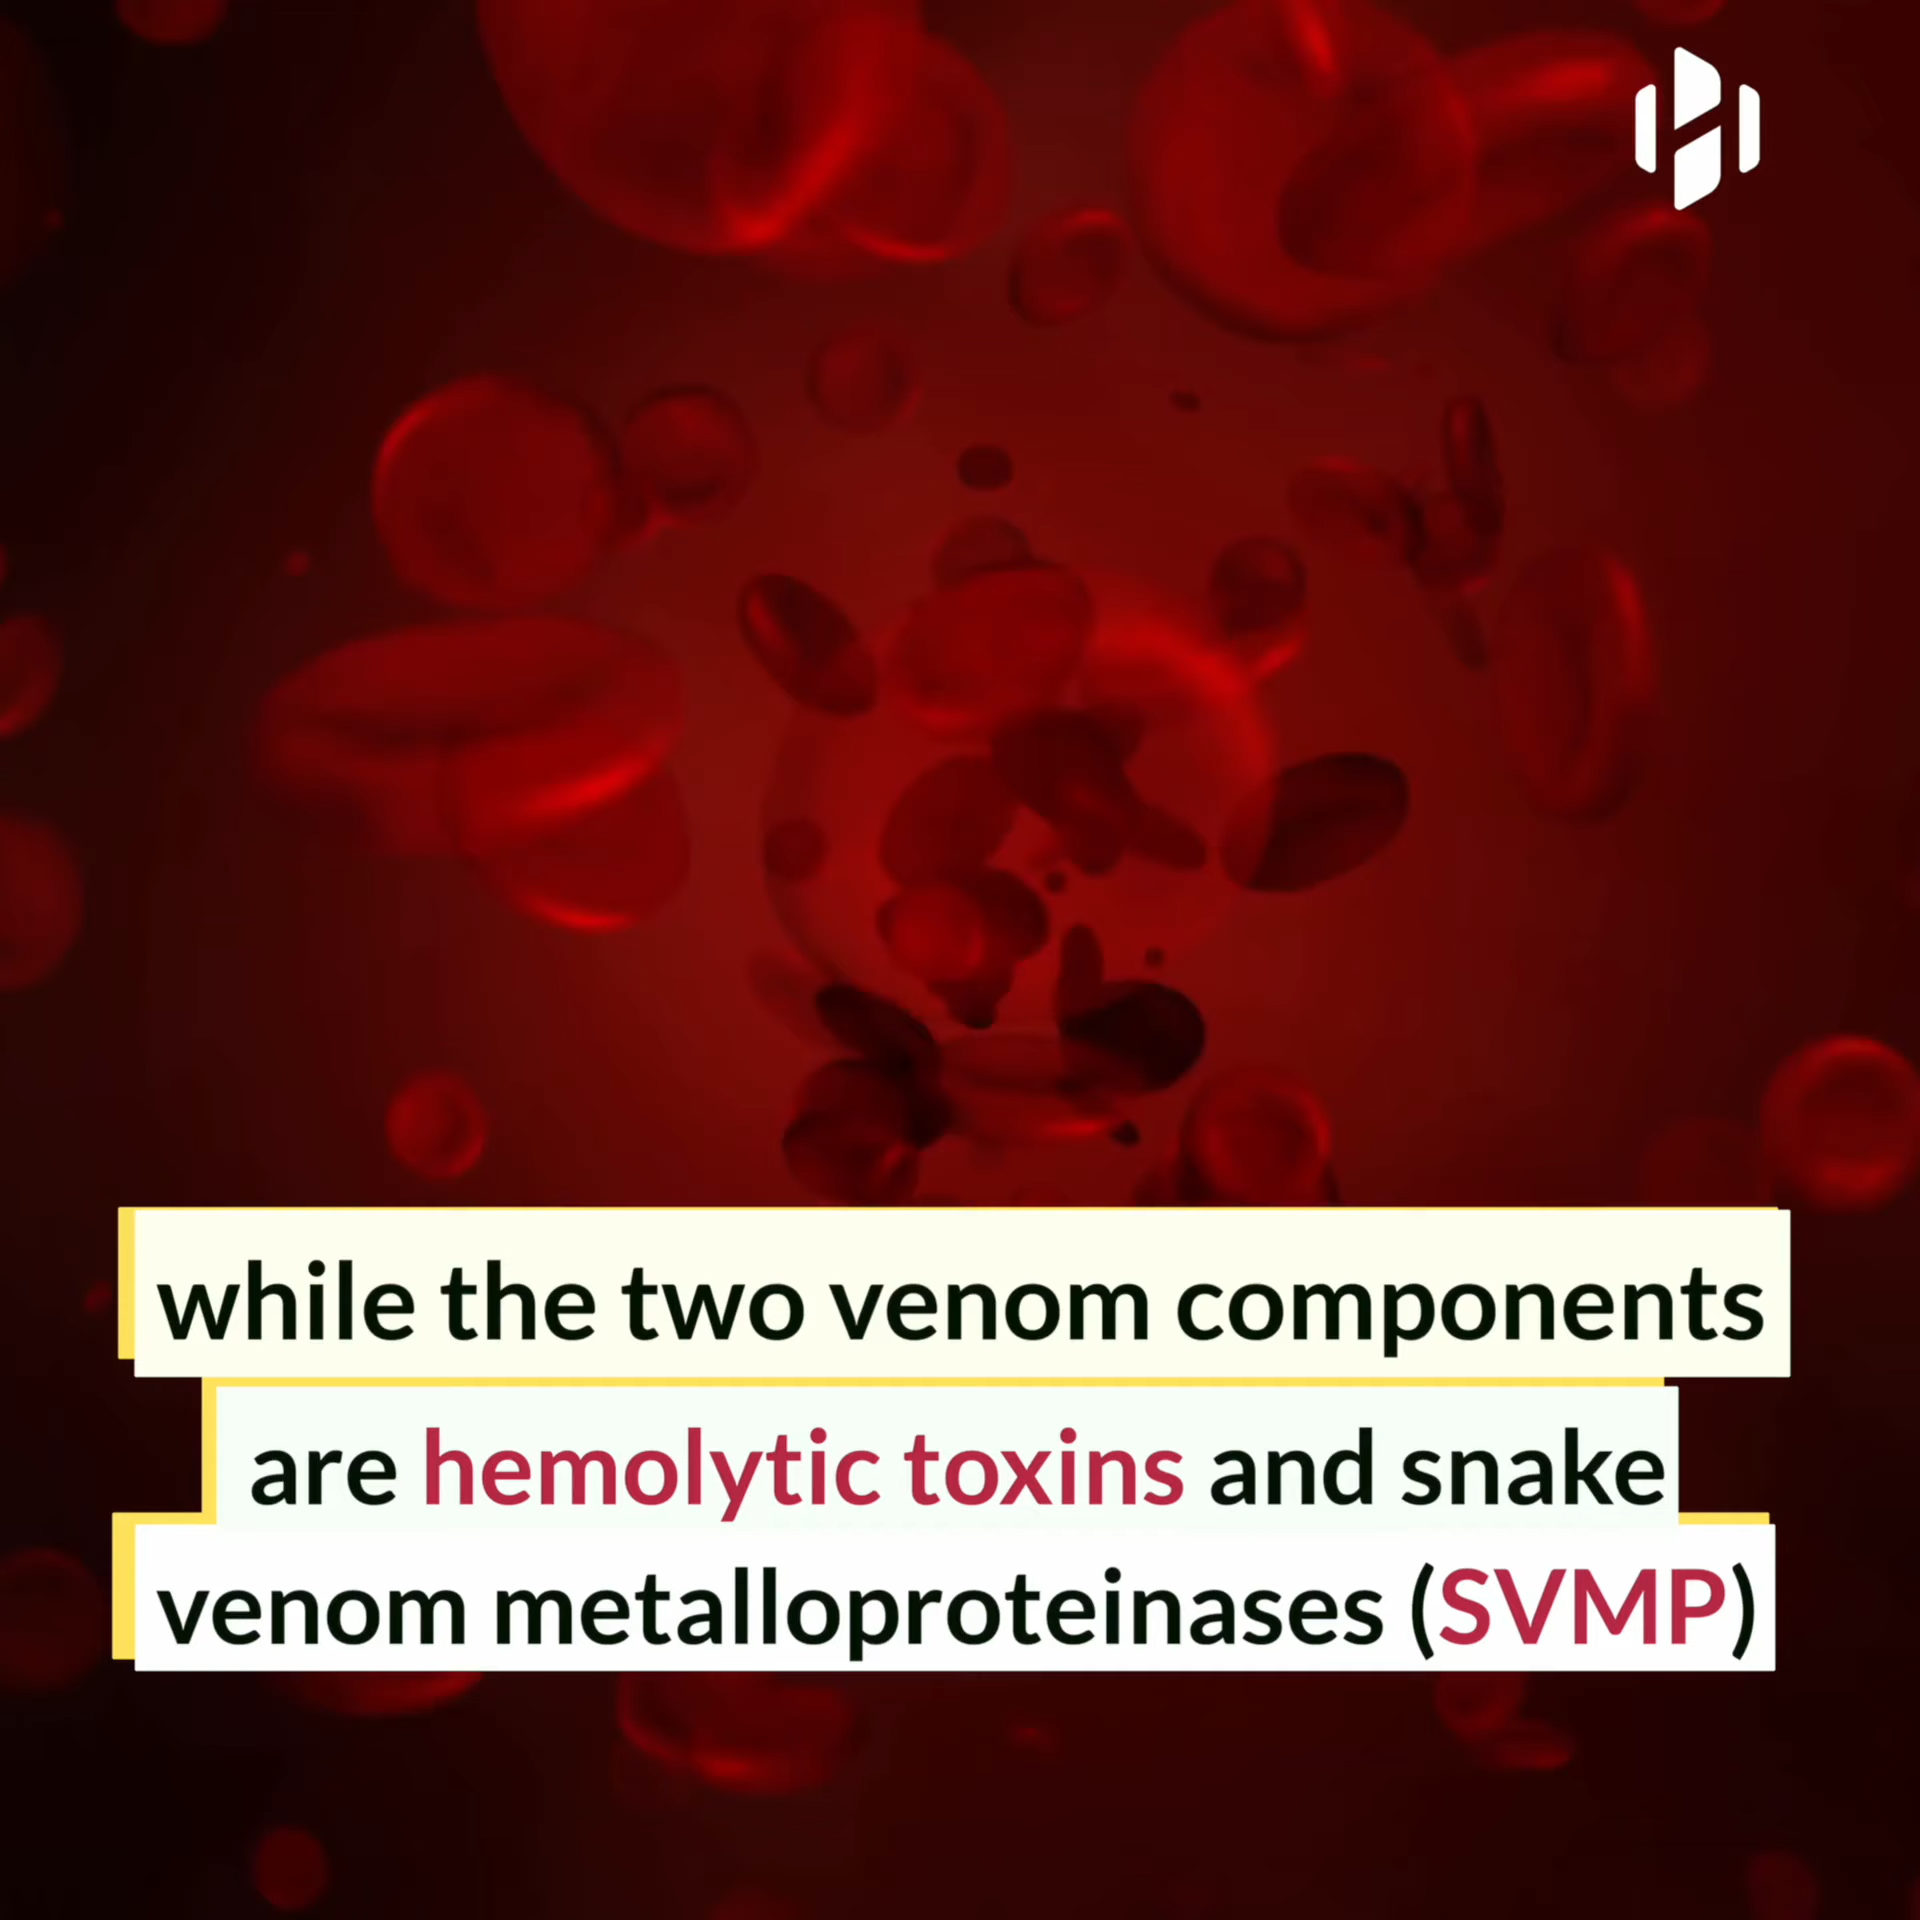 while the two venom components
are hemolytic toxins and snake
venom metalloproteinases (SVMP)